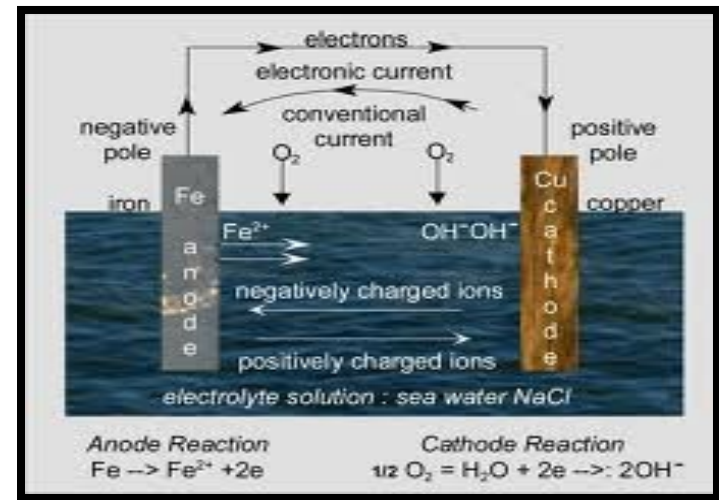 electrons
electronic current
conventional
current
negative
pole
positive
pole
O₂
O₂
iron
Fe
anode
Cu
cathode
copper
Fe²⁺
OH⁻OH⁻
negatively charged ions
positively charged ions
electrolyte solution : sea water NaCl
Anode Reaction
Fe --> Fe²⁺ +2e
Cathode Reaction
1/2 O₂ = H₂O + 2e -->: 2OH⁻